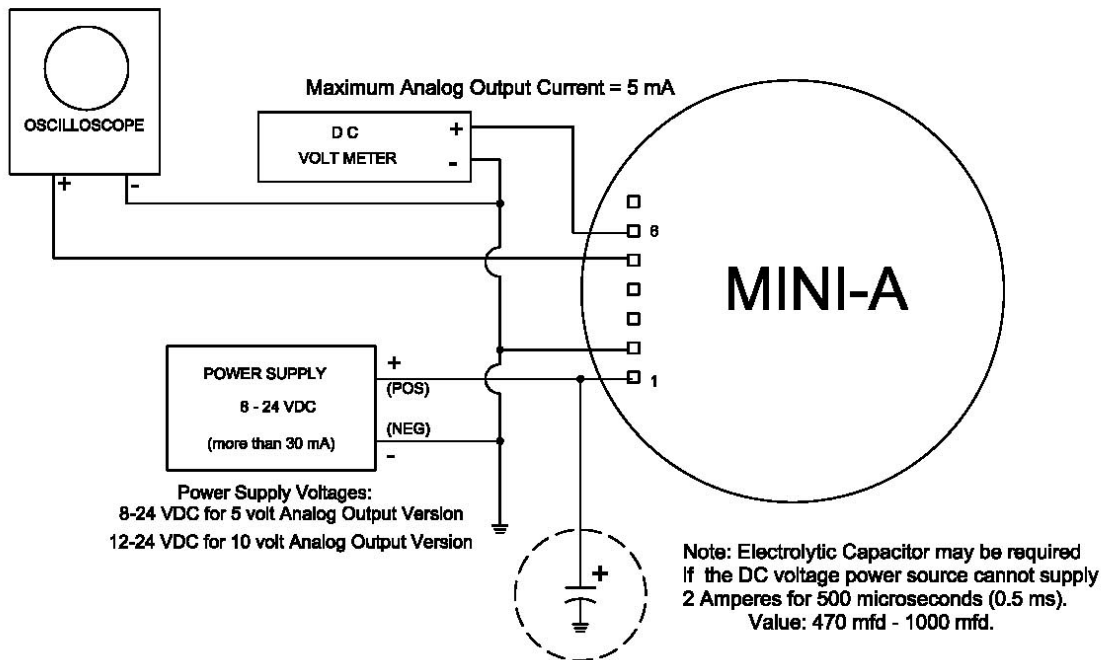 Maximum Analog Output Current = 5 mA
OSCILLOSCOPE
+ -
D C +
VOLT METER -
6
MINI-A
1
POWER SUPPLY
6 - 24 VDC
(more than 30 mA)
+
(POS)
(NEG)
-
Power Supply Voltages:
8-24 VDC for 5 volt Analog Output Version
12-24 VDC for 10 volt Analog Output Version
+
Note: Electrolytic Capacitor may be required
If the DC voltage power source cannot supply
2 Amperes for 500 microseconds (0.5 ms).
Value: 470 mfd - 1000 mfd.